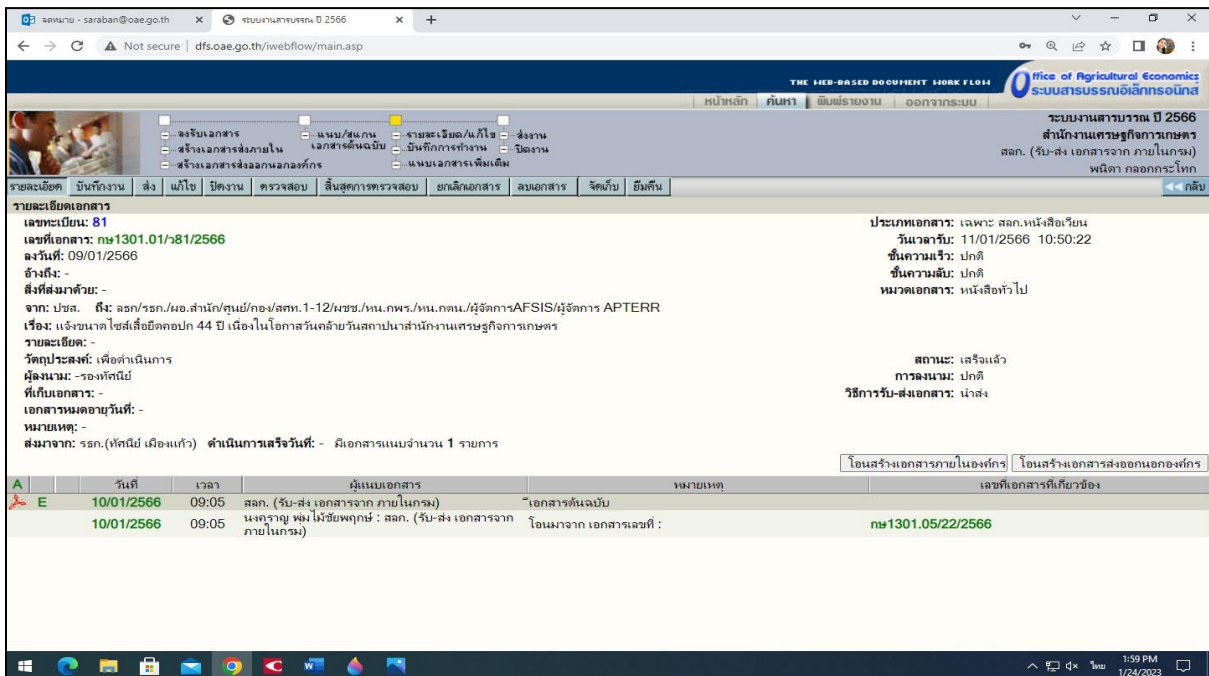 จดหมาย - saraban@oae.go.th
ระบบงานสารบรรณ ปี 2566
Not secure | dfs.oae.go.th/iwebflow/main.asp
THE WEB-BASED DOCUMENT WORK FLOW
Office of Agricultural Economics
ระบบสารบรรณอิเล็กทรอนิกส์
หน้าหลัก ค้นหา พิมพ์รายงาน ออกจากระบบ
ระบบงานสารบรรณ ปี 2566
ลงรับเอกสาร แนบ/สแกน รายละเอียด/แก้ไข ส่งงาน
สำนักงานเศรษฐกิจการเกษตร
สร้างเอกสารส่งภายใน เอกสารต้นฉบับ บันทึกการทำงาน ปิดงาน
สลก. (รับ-ส่ง เอกสารจาก ภายในกรม)
สร้างเอกสารส่งออกนอกองค์กร แนบเอกสารเพิ่มเติม
พนิตา กลอกกระโทก
รายละเอียด บันทึกงาน ส่ง แก้ไข ปิดงาน ตรวจสอบ สิ้นสุดการตรวจสอบ ยกเลิกเอกสาร ลบเอกสาร จัดเก็บ ยืมคืน กลับ
รายละเอียดเอกสาร
เลขทะเบียน: 81 ประเภทเอกสาร: เฉพาะ สลก.หนังสือเวียน
เลขที่เอกสาร: กษ1301.01/ว81/2566 วันเวลารับ: 11/01/2566 10:50:22
ลงวันที่: 09/01/2566 ชั้นความเร็ว: ปกติ
อ้างถึง: - ชั้นความลับ: ปกติ
สิ่งที่ส่งมาด้วย: - หมวดเอกสาร: หนังสือทั่วไป
จาก: ปชส. ถึง: ลธก/รธก./ผอ.สำนัก/ศูนย์/กอง/สศท.1-12/ผชช./หน.กพร./หน.กตน./ผู้จัดการAFSIS/ผู้จัดการ APTERR
เรื่อง: แจ้งขนาดไซส์เสื้อยืดคอปก 44 ปี เนื่องในโอกาสวันคล้ายวันสถาปนาสำนักงานเศรษฐกิจการเกษตร
รายละเอียด: -
วัตถุประสงค์: เพื่อดำเนินการ สถานะ: เสร็จแล้ว
ผู้ลงนาม: -รองทัศนีย์ การลงนาม: ปกติ
ที่เก็บเอกสาร: - วิธีการรับ-ส่งเอกสาร: นำส่ง
เอกสารหมดอายุวันที่: -
หมายเหตุ: -
ส่งมาจาก: รธก.(ทัศนีย์ เมืองแก้ว) ดำเนินการเสร็จวันที่: - มีเอกสารแนบจำนวน 1 รายการ
โอนสร้างเอกสารภายในองค์กร โอนสร้างเอกสารส่งออกนอกองค์กร
A วันที่ เวลา ผู้แนบเอกสาร หมายเหตุ เลขที่เอกสารที่เกี่ยวข้อง
E 10/01/2566 09:05 สลก. (รับ-ส่ง เอกสารจาก ภายในกรม) เอกสารต้นฉบับ
10/01/2566 09:05 นงคราญ พุ่มไม้ชัยพฤกษ์ : สลก. (รับ-ส่ง เอกสารจาก ภายในกรม) โอนมาจาก เอกสารเลขที่ : กษ1301.05/22/2566
ไทย 1:59 PM
1/24/2023